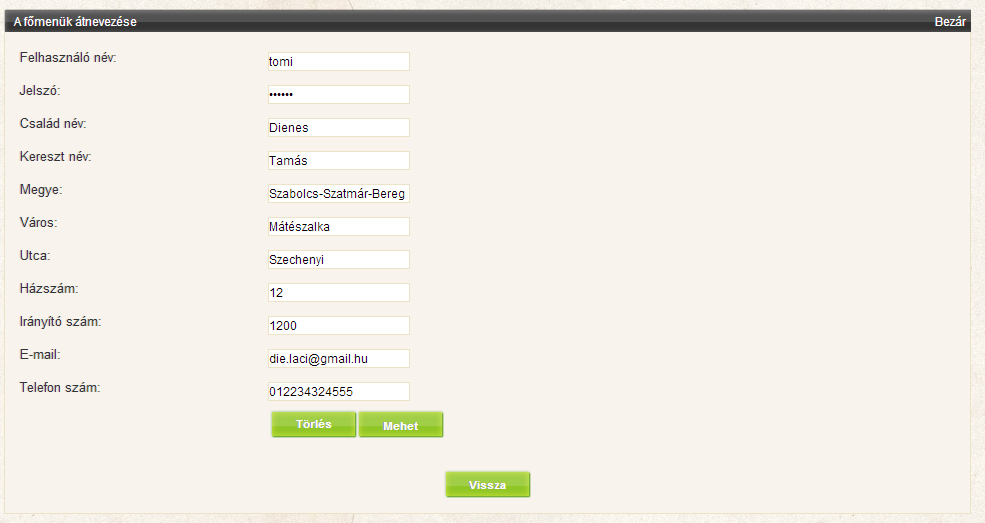 A főmenük átnevezése Bezár
Felhasználó név: tomi
Jelszó: ••••••
Család név: Dienes
Kereszt név: Tamás
Megye: Szabolcs-Szatmár-Bereg
Város: Mátészalka
Utca: Szechenyi
Házszám: 12
Irányító szám: 1200
E-mail: die.laci@gmail.hu
Telefon szám: 012234324555
Törlés Mehet
Vissza